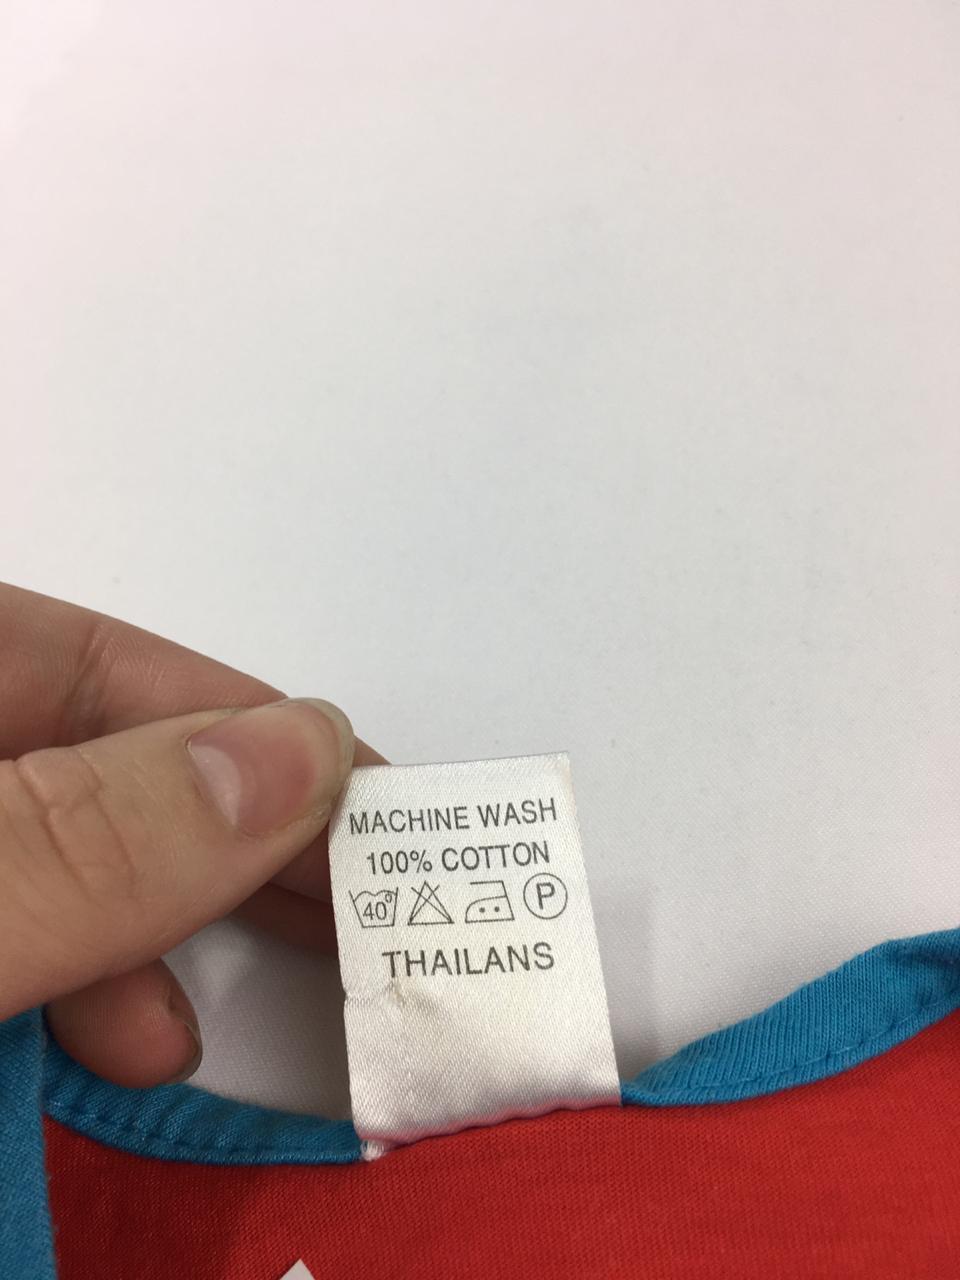 MACHINE WASH
100% COTTON
40° P
THAILANS